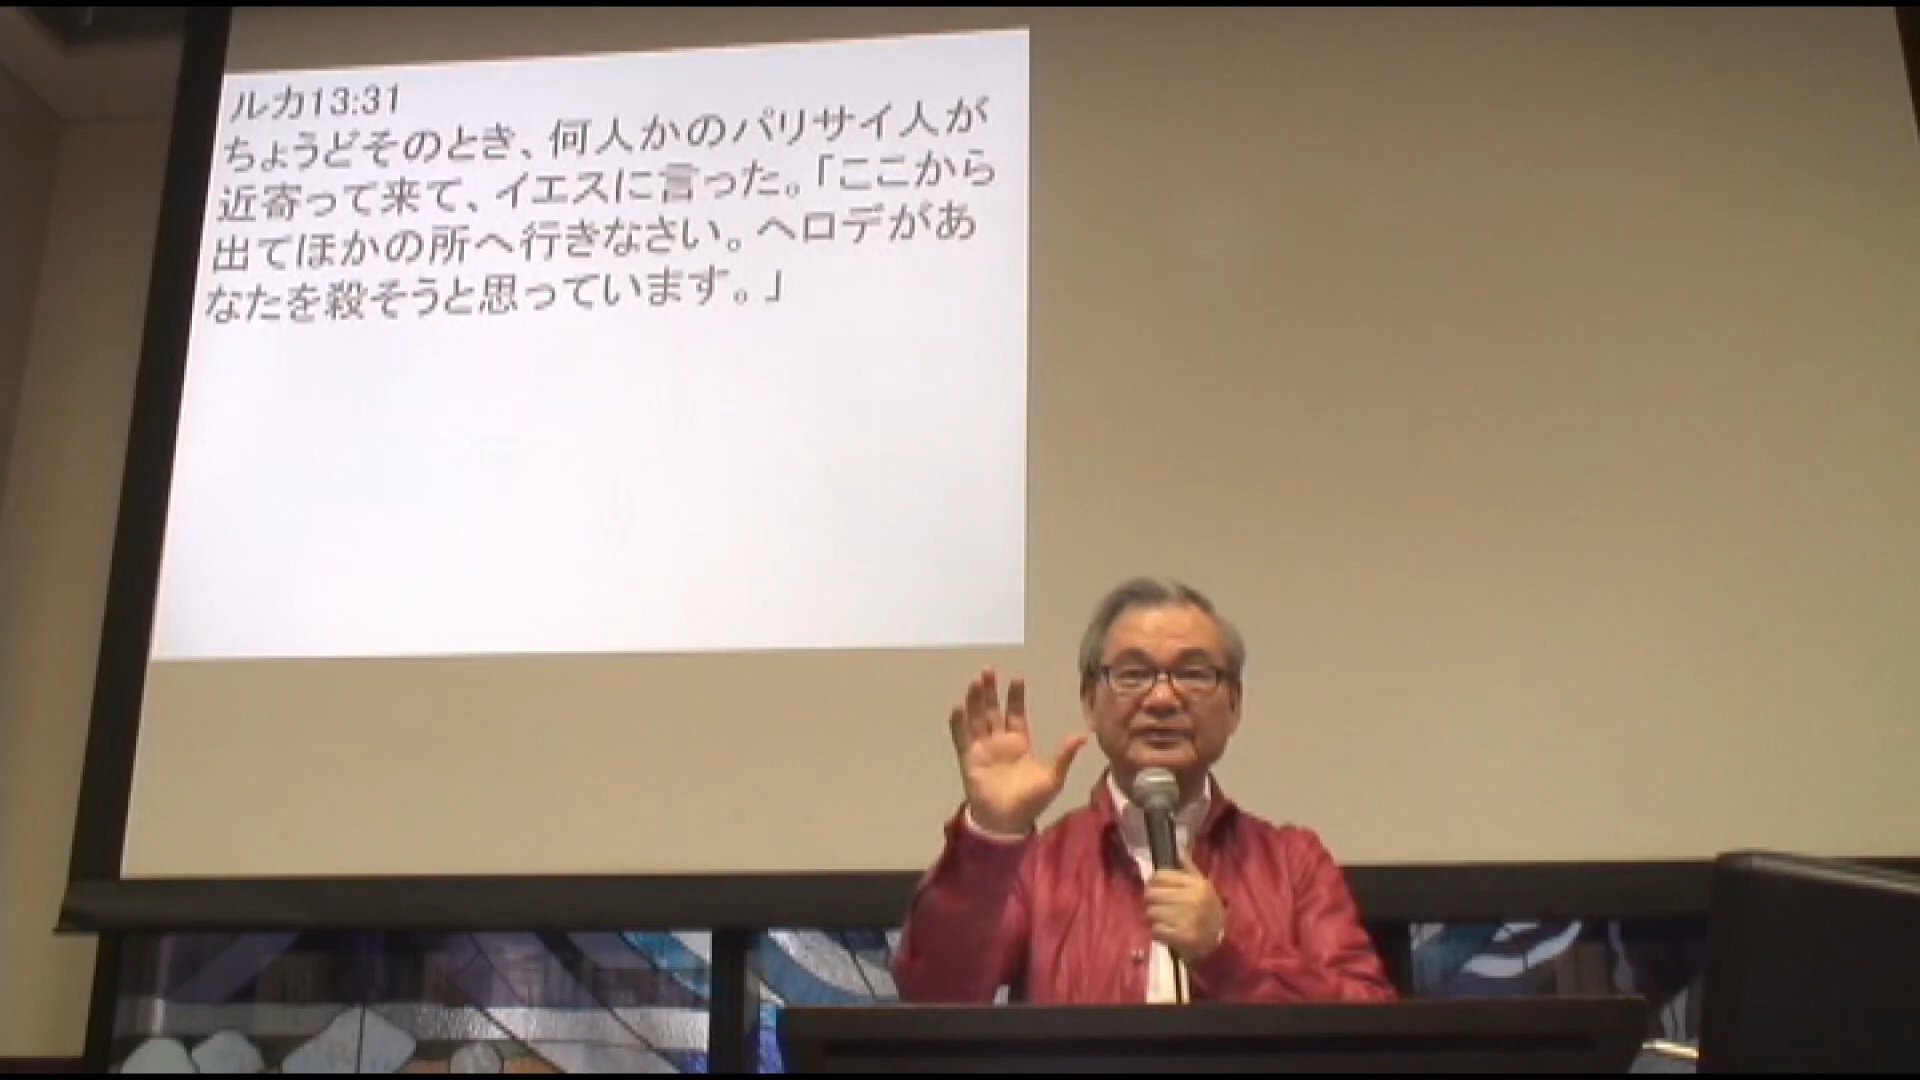 ルカ13:31
ちょうどそのとき、何人かのパリサイ人が
近寄って来て、イエスに言った。「ここから
出てほかの所へ行きなさい。ヘロデがあ
なたを殺そうと思っています。」